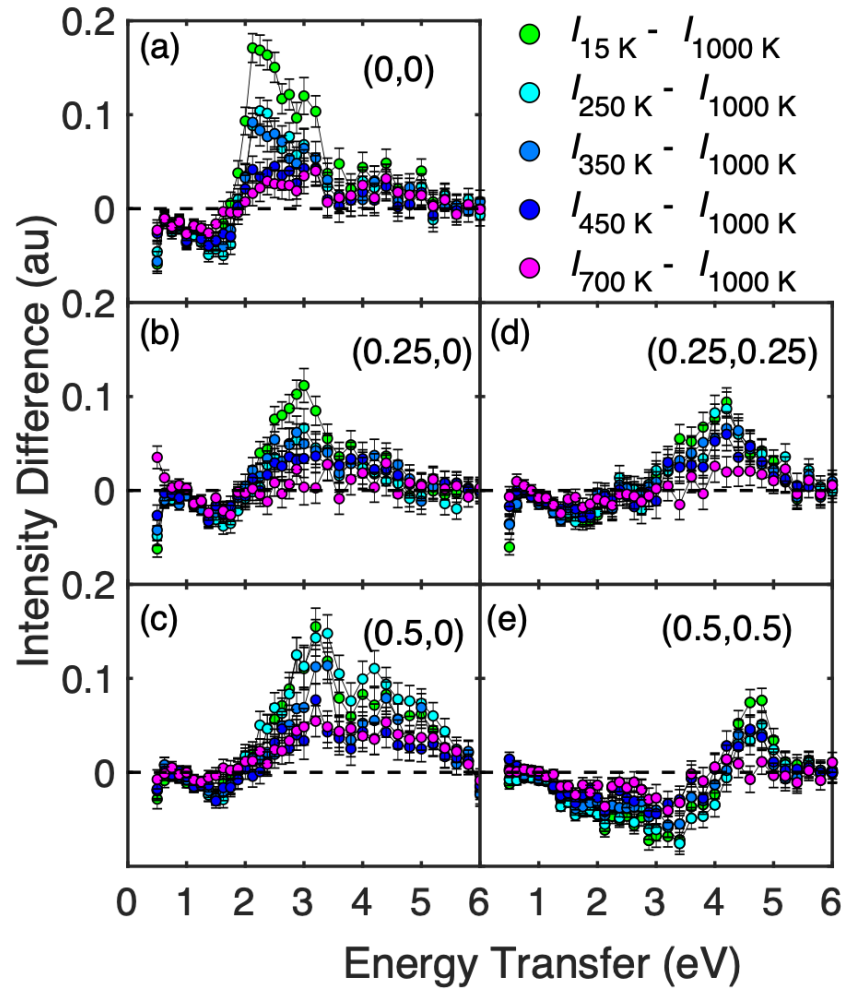 0.2
(a)
(0,0)
0.1
0
I15 K - I1000 K
I250 K - I1000 K
I350 K - I1000 K
I450 K - I1000 K
I700 K - I1000 K
Intensity Difference (au)
0.2
(b)
(0.25,0)
0.1
0
(d)
(0.25,0.25)
0.2
(c)
(0.5,0)
0.1
0
(e)
(0.5,0.5)
0 1 2 3 4 5 6 1 2 3 4 5 6
Energy Transfer (eV)